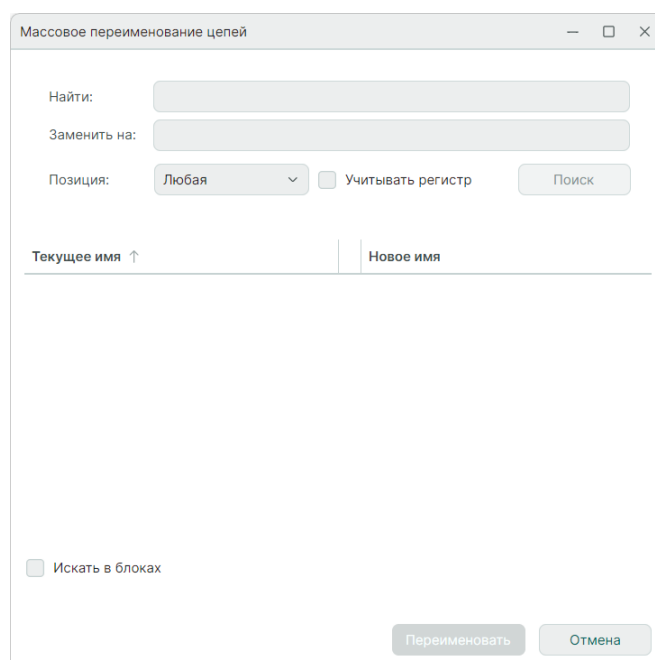 Массовое переименование цепей
Найти:
Заменить на:
Позиция: Любая Учитывать регистр Поиск
Текущее имя ↑ Новое имя
Искать в блоках
Переименовать Отмена